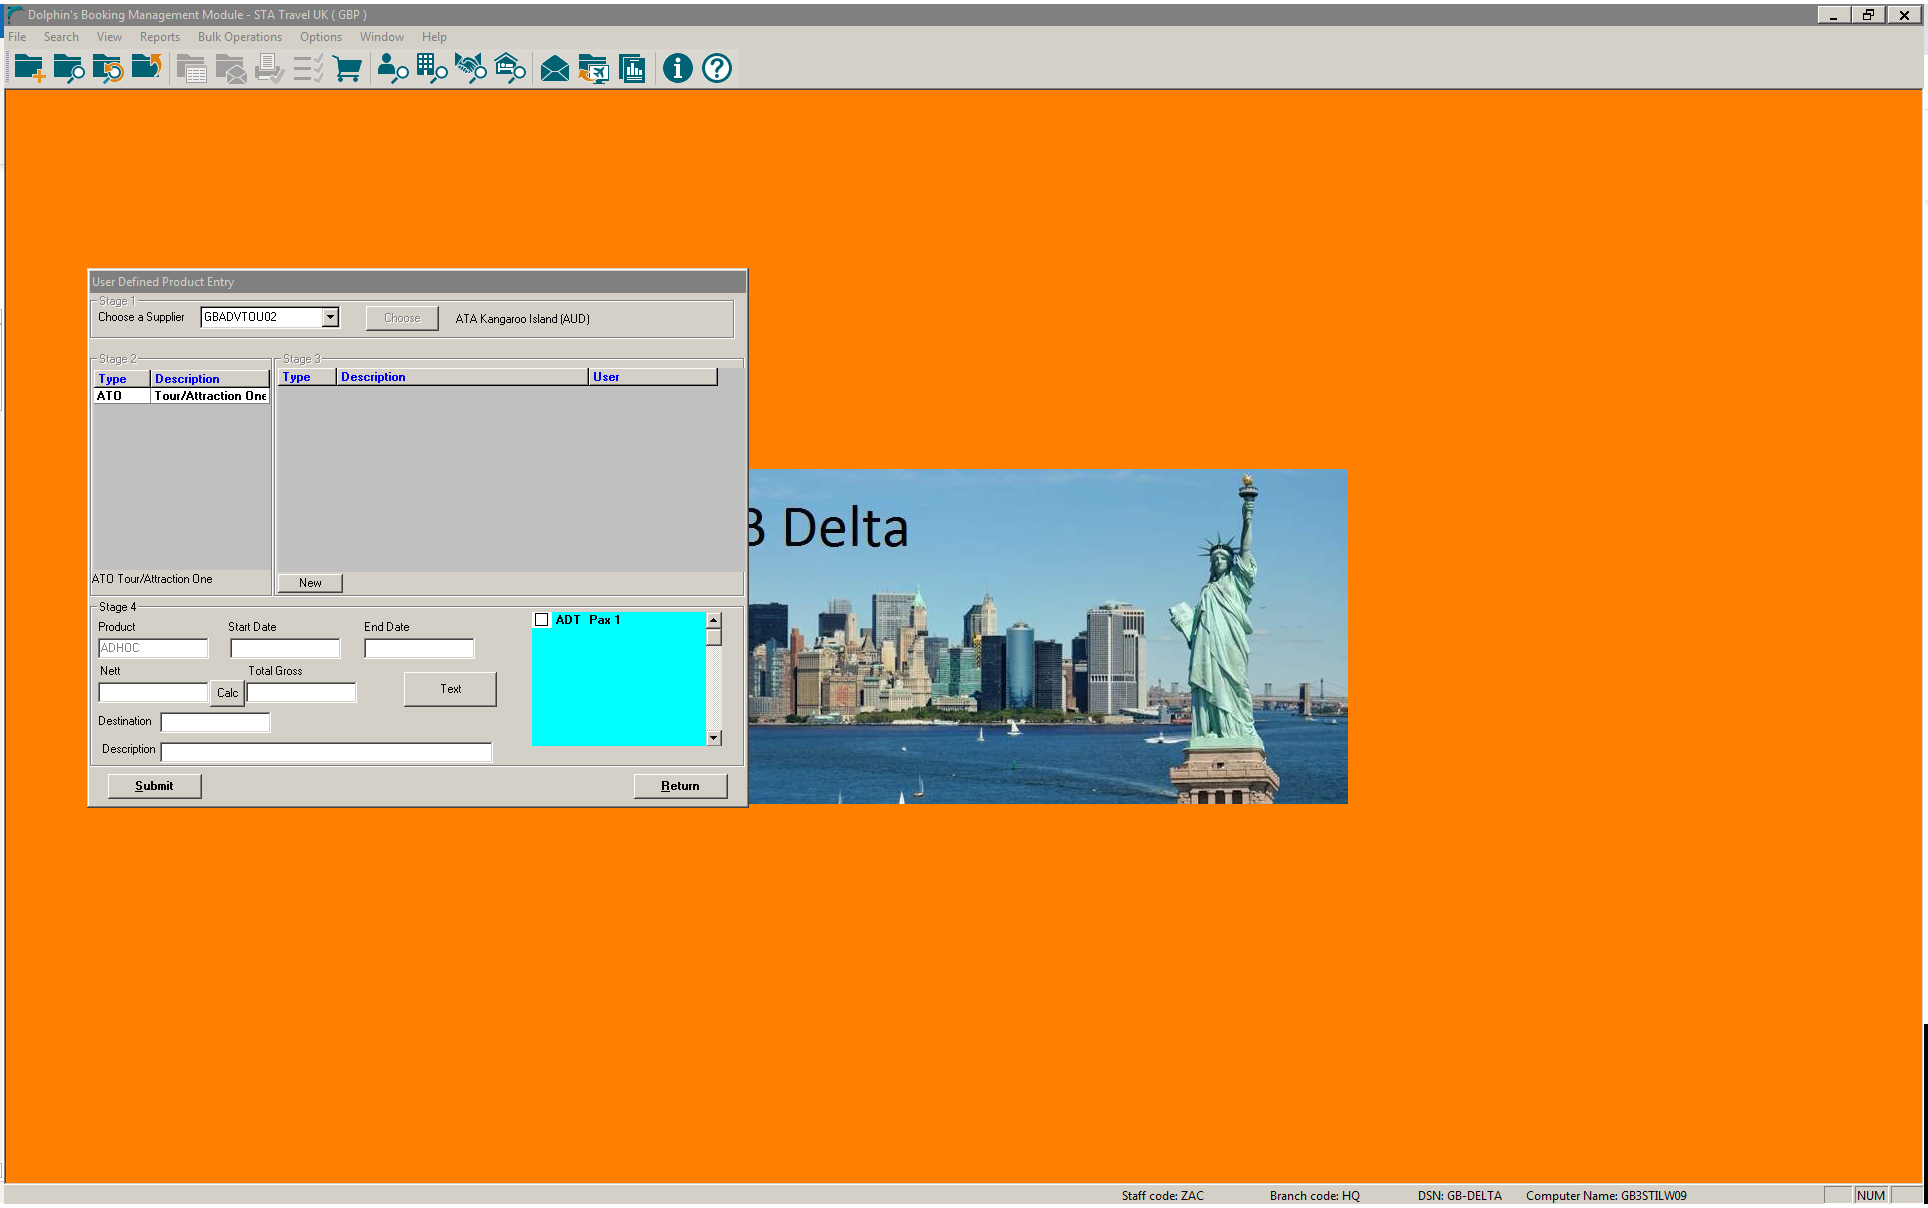 Dolphin's Booking Management Module - STA Travel UK ( GBP )
File Search View Reports Bulk Operations Options Window Help
User Defined Product Entry
Stage 1
Choose a Supplier GBADVTOU02 Choose ATA Kangaroo Island (AUD)
Stage 2 Stage 3
Type Description Type Description User
ATO Tour/Attraction One
B Delta
ATO Tour/Attraction One
New
Stage 4
ADT Pax 1
Product Start Date End Date
ADHOC
Nett Total Gross
Calc Text
Destination
Description
Submit Return
Staff code: ZAC Branch code: HQ DSN: GB-DELTA Computer Name: GB3STILW09 NUM